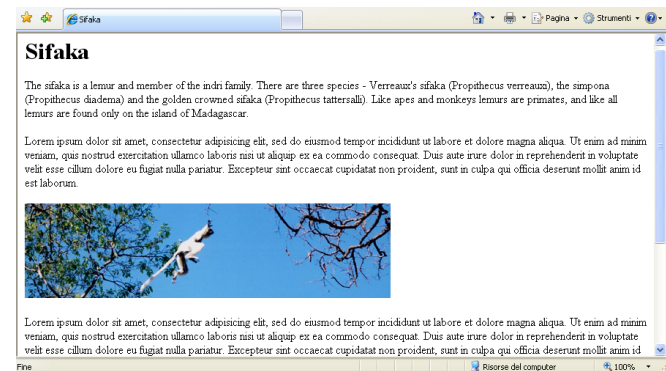 Sifaka
Pagina
Strumenti
Sifaka
The sifaka is a lemur and member of the indri family. There are three species - Verreaux's sifaka (Propithecus verreauxi), the simpona
(Propithecus diadema) and the golden crowned sifaka (Propithecus tattersalli). Like apes and monkeys lemurs are primates, and like all
lemurs are found only on the island of Madagascar.
Lorem ipsum dolor sit amet, consectetur adipisicing elit, sed do eiusmod tempor incididunt ut labore et dolore magna aliqua. Ut enim ad minim
veniam, quis nostrud exercitation ullamco laboris nisi ut aliquip ex ea commodo consequat. Duis aute irure dolor in reprehenderit in voluptate
velit esse cillum dolore eu fugiat nulla pariatur. Excepteur sint occaecat cupidatat non proident, sunt in culpa qui officia deserunt mollit anim id
est laborum.
Lorem ipsum dolor sit amet, consectetur adipisicing elit, sed do eiusmod tempor incididunt ut labore et dolore magna aliqua. Ut enim ad minim
veniam, quis nostrud exercitation ullamco laboris nisi ut aliquip ex ea commodo consequat. Duis aute irure dolor in reprehenderit in voluptate
velit esse cillum dolore eu fugiat nulla pariatur. Excepteur sint occaecat cupidatat non proident, sunt in culpa qui officia deserunt mollit anim id
Fine
Risorse del computer
100%